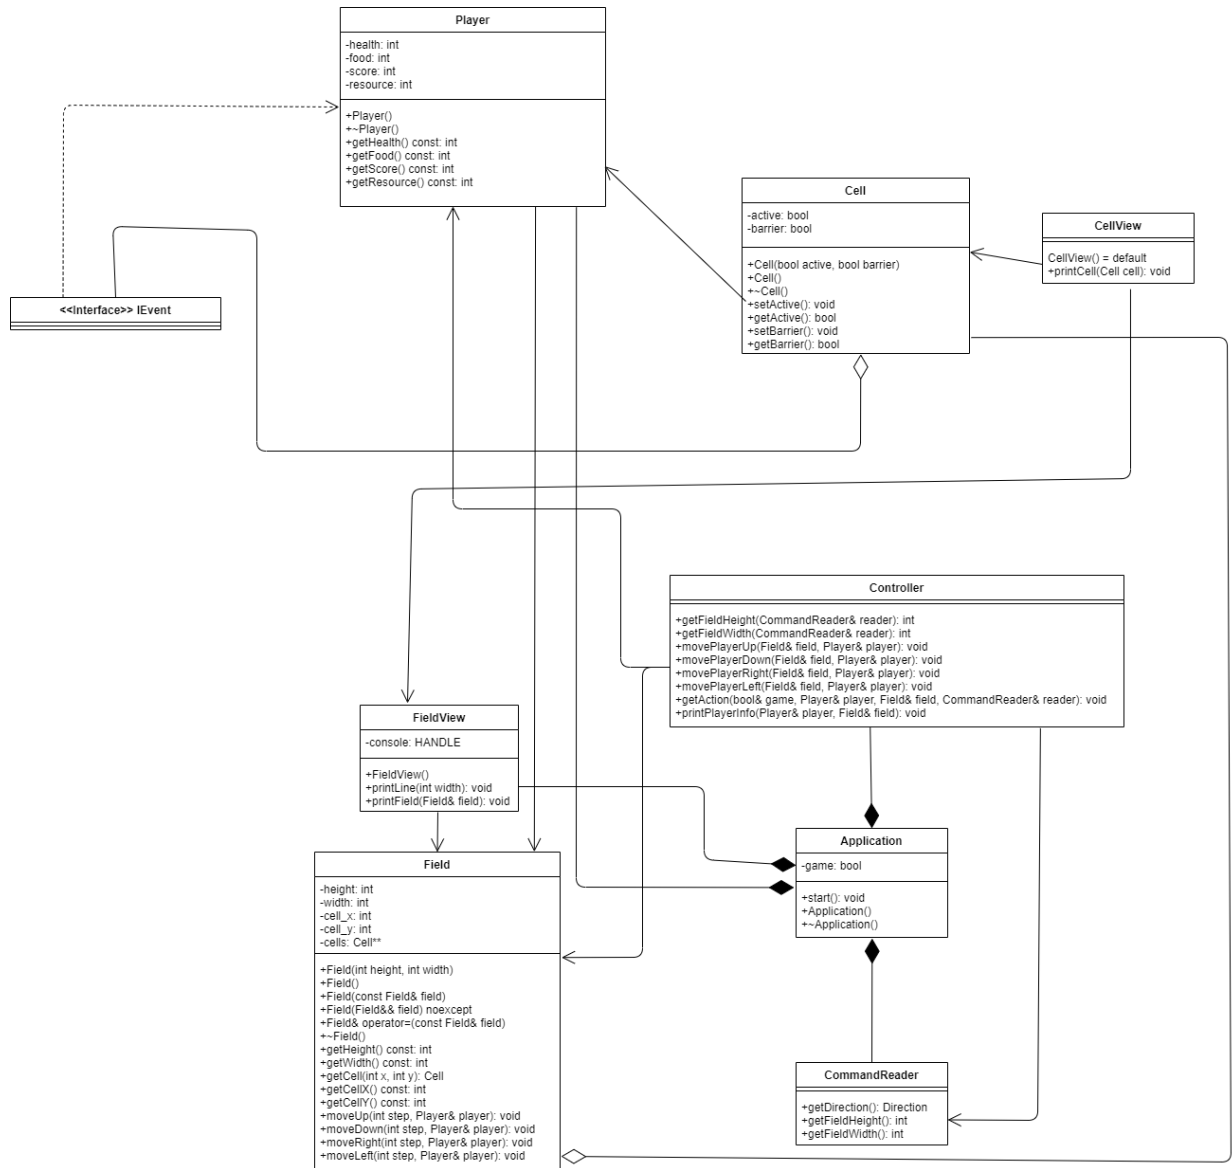 Player
-health: int
-food: int
-score: int
-resource: int
+Player()
+~Player()
+getHealth() const: int
+getFood() const: int
+getScore() const: int
+getResource() const: int
Cell
-active: bool
-barrier: bool
+Cell(bool active, bool barrier)
+Cell()
+~Cell()
+setActive(): void
+getActive(): bool
+setBarrier(): void
+getBarrier(): bool
CellView
CellView() = default
+printCell(Cell cell): void
<<Interface>> IEvent
Controller
+getFieldHeight(CommandReader& reader): int
+getFieldWidth(CommandReader& reader): int
+movePlayerUp(Field& field, Player& player): void
+movePlayerDown(Field& field, Player& player): void
+movePlayerRight(Field& field, Player& player): void
+movePlayerLeft(Field& field, Player& player): void
+getAction(bool& game, Player& player, Field& field, CommandReader& reader): void
+printPlayerInfo(Player& player, Field& field): void
FieldView
-console: HANDLE
+FieldView()
+printLine(int width): void
+printField(Field& field): void
Application
-game: bool
+start(): void
+Application()
+~Application()
Field
-height: int
-width: int
-cell_x: int
-cell_y: int
-cells: Cell**
+Field(int height, int width)
+Field()
+Field(const Field& field)
+Field(Field&& field) noexcept
+Field& operator=(const Field& field)
+~Field()
+getHeight() const: int
+getWidth() const: int
+getCell(int x, int y): Cell
+getCellX() const: int
+getCellY() const: int
+moveUp(int step, Player& player): void
+moveDown(int step, Player& player): void
+moveRight(int step, Player& player): void
+moveLeft(int step, Player& player): void
CommandReader
+getDirection(): Direction
+getFieldHeight(): int
+getFieldWidth(): int